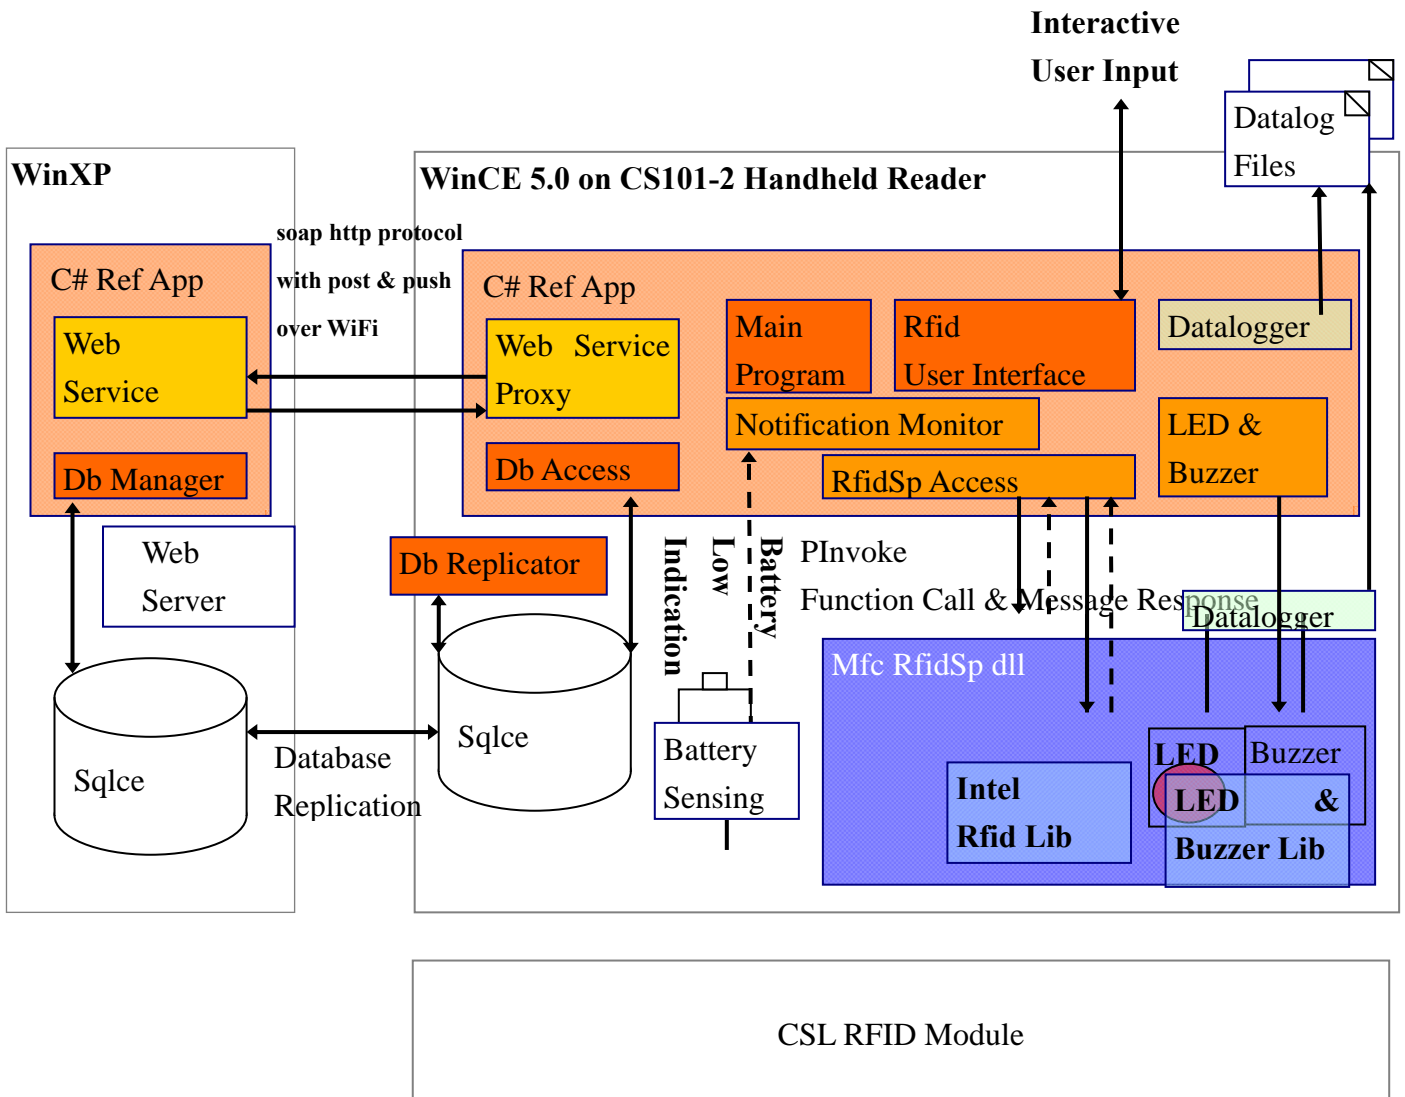 Interactive
User Input
Datalog
Files
WinXP
WinCE 5.0 on CS101-2 Handheld Reader
soap http protocol
with post & push
over WiFi
C# Ref App
Web
Service
Db Manager
Web
Server
Sqlce
Database
Replication
C# Ref App
Web Service
Proxy
Db Access
Main
Program
Rfid
User Interface
Datalogger
Notification Monitor
RfidSp Access
LED &
Buzzer
Db Replicator
Sqlce
Battery
Low
Indication
PInvoke
Function Call & Message Response
Datalogger
Battery
Sensing
Mfc RfidSp dll
Intel
Rfid Lib
LED
Buzzer
LED &
Buzzer Lib
CSL RFID Module